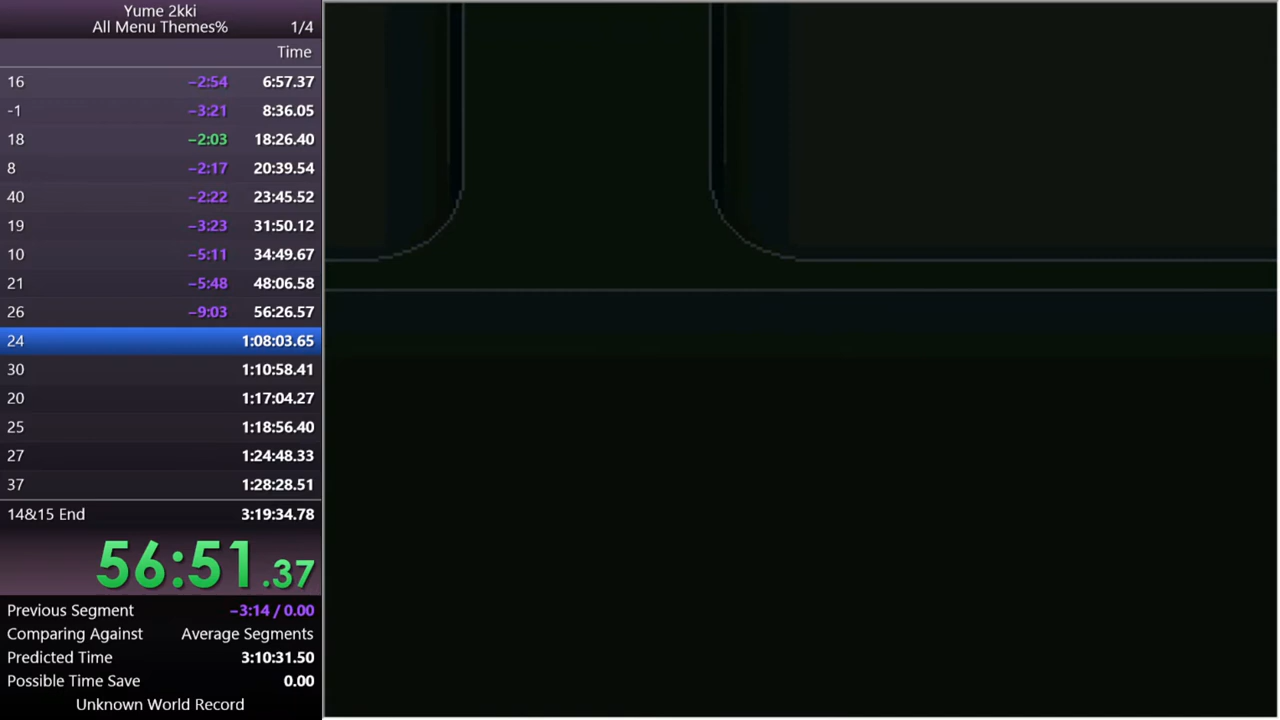 Yume 2kki
All Menu Themes% 1/4
Time
16 −2:54 6:57.37
-1 −3:21 8:36.05
18 −2:03 18:26.40
8 −2:17 20:39.54
40 −2:22 23:45.52
19 −3:23 31:50.12
10 −5:11 34:49.67
21 −5:48 48:06.58
26 −9:03 56:26.57
24 1:08:03.65
30 1:10:58.41
20 1:17:04.27
25 1:18:56.40
27 1:24:48.33
37 1:28:28.51
14&15 End 3:19:34.78
56:51.37
Previous Segment −3:14 / 0.00
Comparing Against Average Segments
Predicted Time 3:10:31.50
Possible Time Save 0.00
Unknown World Record